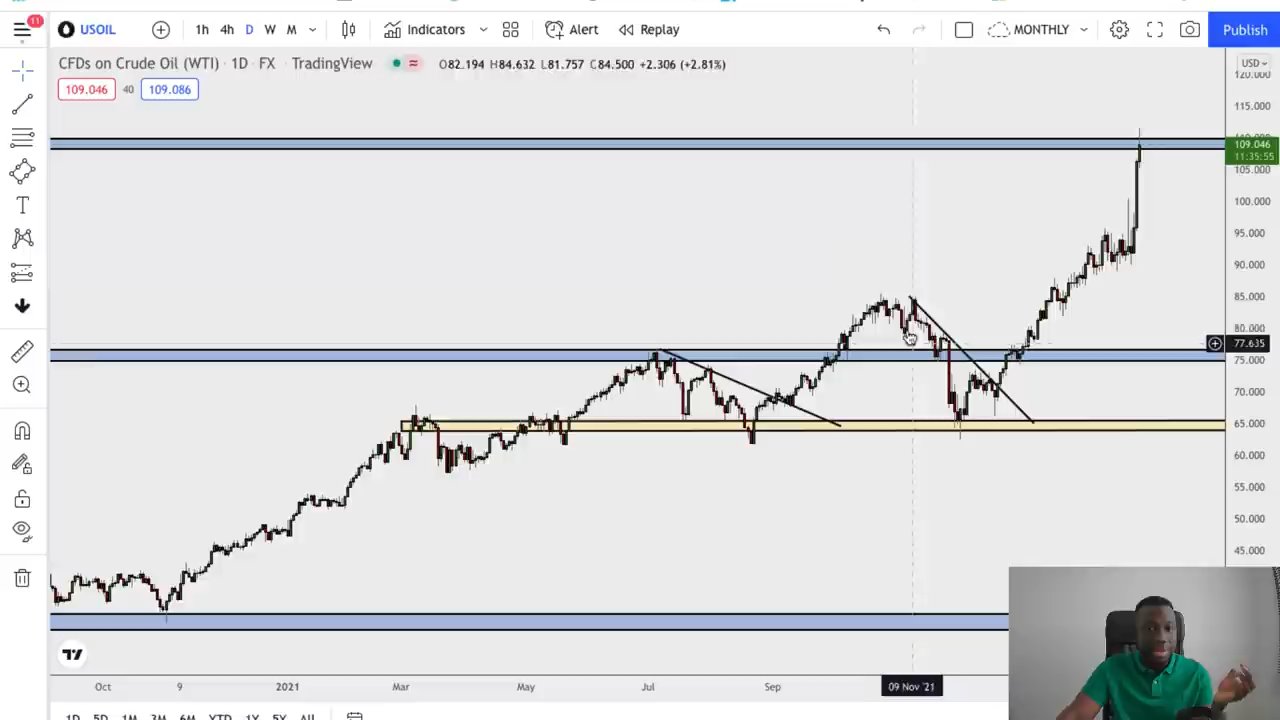 11
USOIL
1h 4h D W M
Indicators
Alert
Replay
MONTHLY
Publish
CFDs on Crude Oil (WTI) · 1D · FX · TradingView
O82.194 H84.632 L81.757 C84.500 +2.306 (+2.81%)
USD
109.046 40 109.086
120.000
115.000
109.046
11:35:55
105.000
100.000
95.000
90.000
85.000
80.000
77.635
75.000
70.000
65.000
60.000
55.000
50.000
45.000
Oct 9 2021 Mar May Jul Sep 09 Nov '21
1D 5D 1M 3M 6M YTD 1Y 5Y All